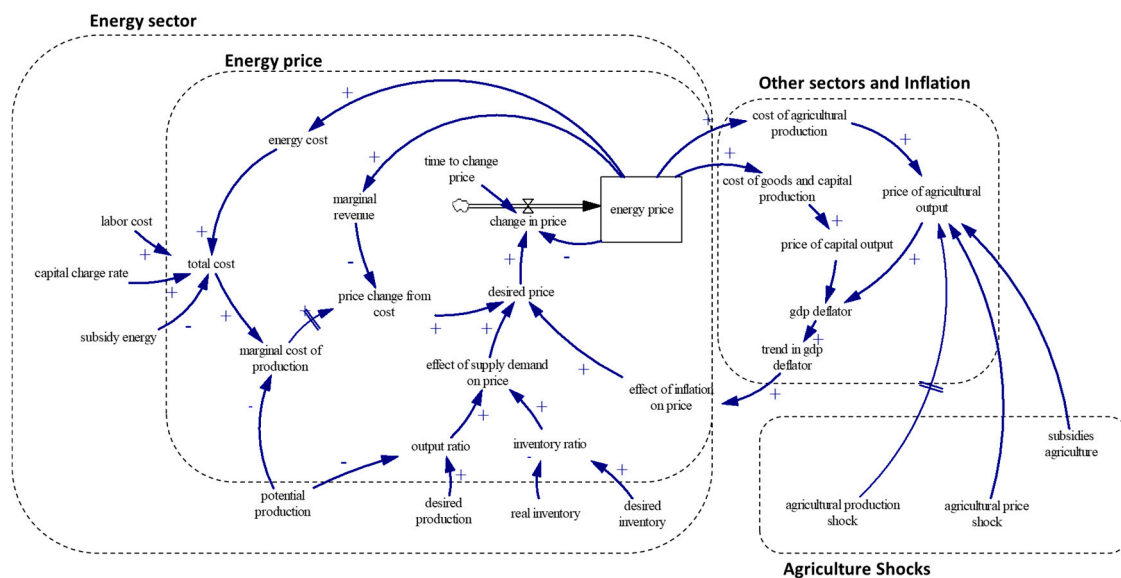 Energy sector
Energy price
Other sectors and Inflation
+
energy cost
+
marginal
revenue
time to change
price
+
cost of agricultural
production
+
+
cost of goods and capital
production
price of agricultural
output
energy price
change in price
labor cost
+
+
capital charge rate
total cost
+
-
subsidy energy
-
price change from
cost
+
-
desired price
+
price of capital output
+
+
gdp deflator
+
+
marginal cost of
production
+
+
effect of supply demand
on price
+
effect of inflation
on price
+
trend in gdp
deflator
+
-
output ratio
+
inventory ratio
+
-
potential
production
+
desired
production
-
real inventory
+
desired
inventory
subsidies
agriculture
agricultural production
shock
agricultural price
shock
Agriculture Shocks